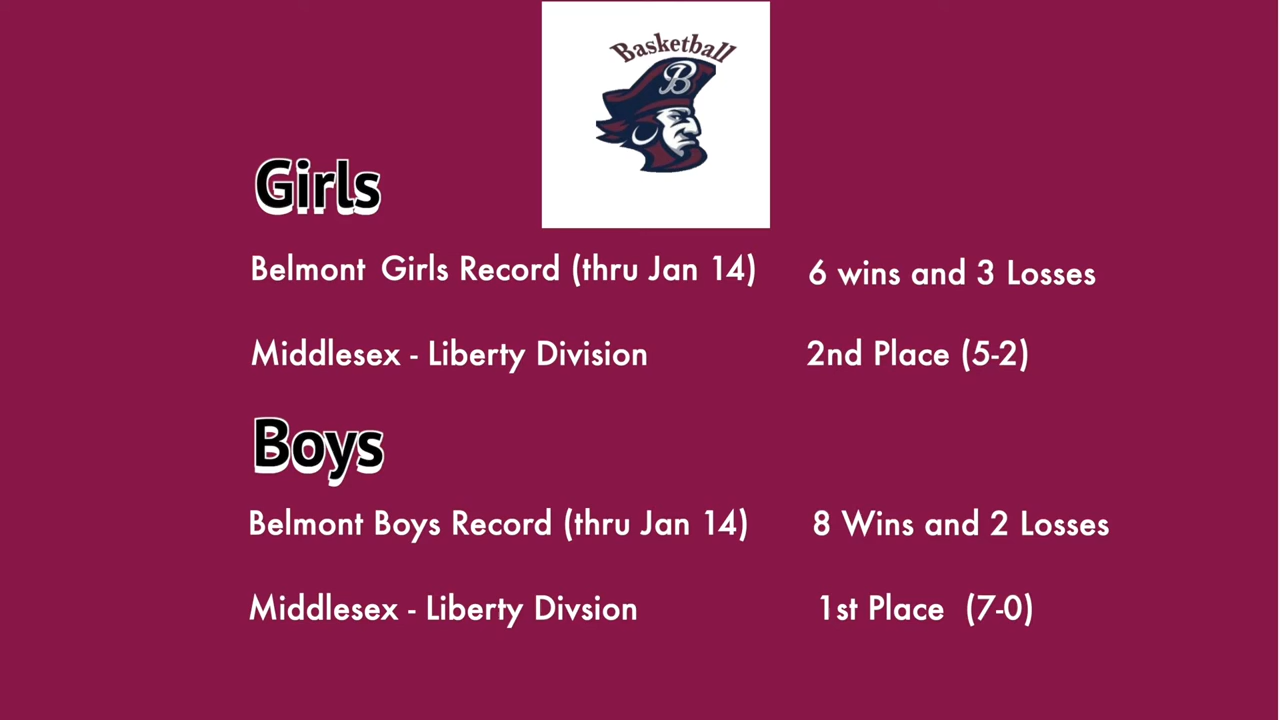 Basketball
B
Girls
Belmont Girls Record (thru Jan 14) 6 wins and 3 Losses
Middlesex - Liberty Division 2nd Place (5-2)
Boys
Belmont Boys Record (thru Jan 14) 8 Wins and 2 Losses
Middlesex - Liberty Divsion 1st Place (7-0)